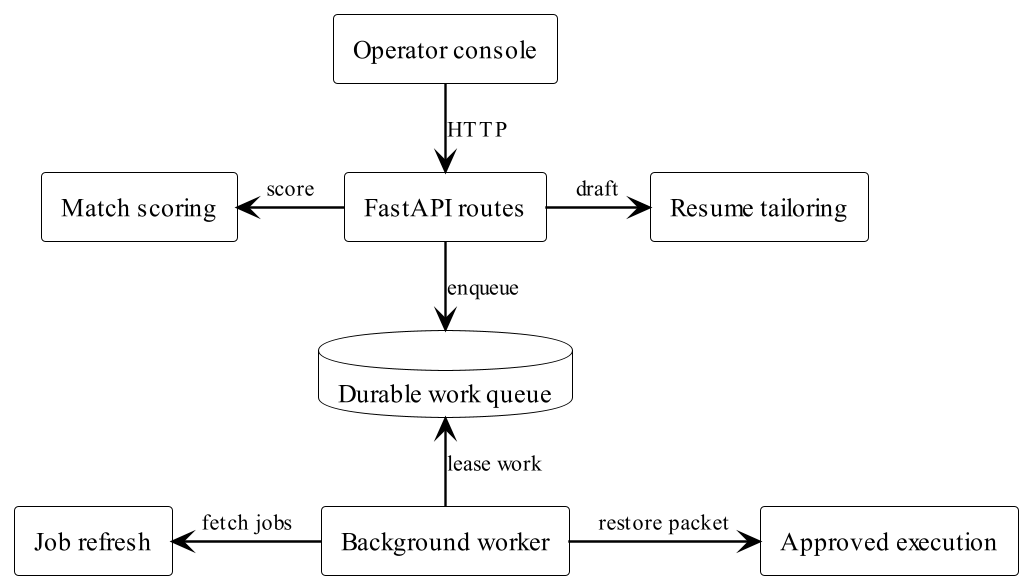 Operator console
HTTP
score
draft
Match scoring
FastAPI routes
Resume tailoring
enqueue
Durable work queue
lease work
fetch jobs
restore packet
Job refresh
Background worker
Approved execution